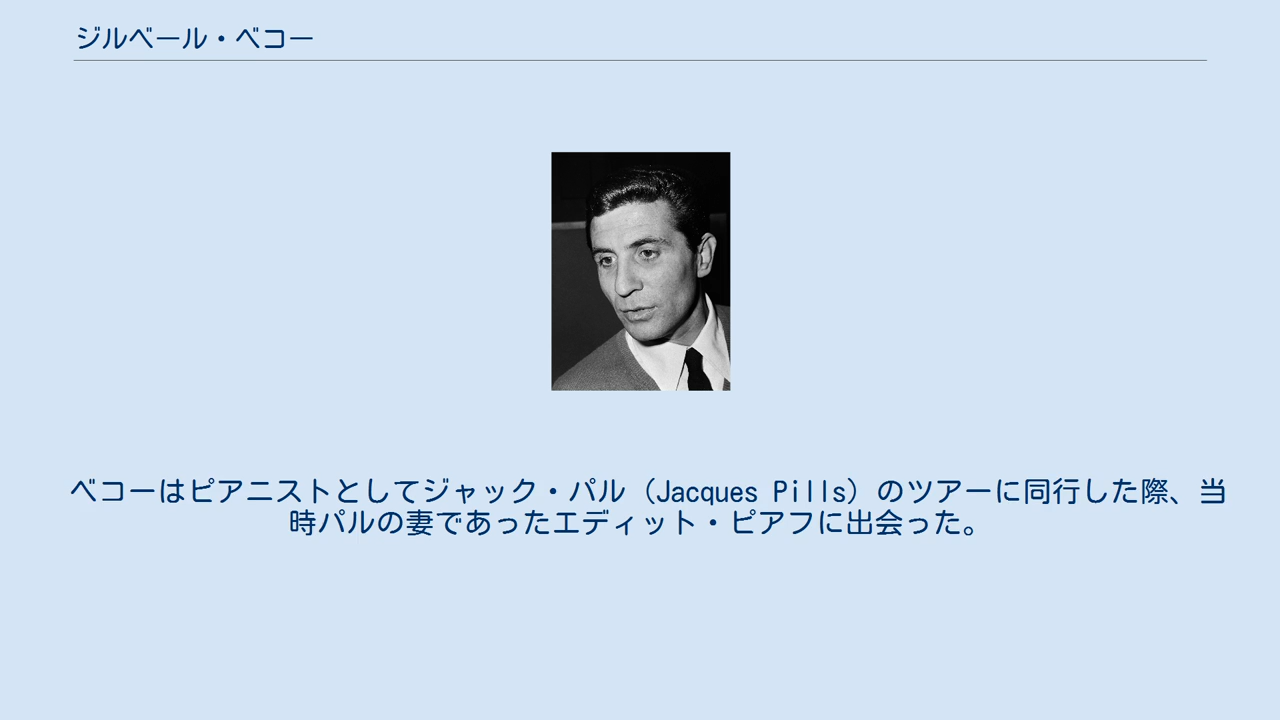 ジルベール・ベコー
ベコーはピアニストとしてジャック・パル（Jacques Pills）のツアーに同行した際、当
時パルの妻であったエディット・ピアフに出会った。